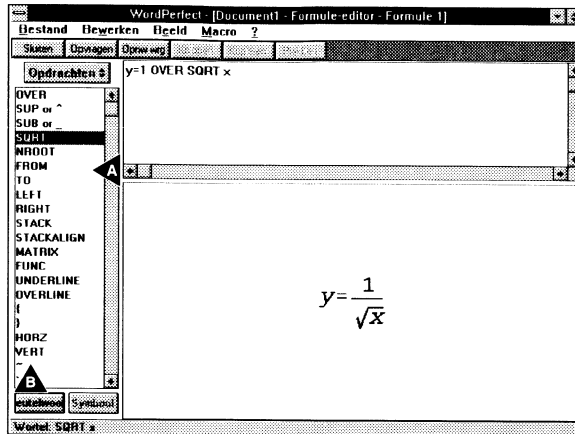 WordPerfect - [Document1 - Formule-editor - Formule 1]
Bestand Bewerken Beeld Macro ?
Sluiten Opvragen Opnw wrg
Opdrachten
y=1 OVER SQRT x
OVER
SUP or ^
SUB or _
SQRT
NROOT
FROM
A
TO
LEFT
RIGHT
STACK
STACKALIGN
MATRIX
FUNC
UNDERLINE
OVERLINE
{
}
HORZ
VERT
~
B
y=1/√x
Symbool
Wortel: SQRT x